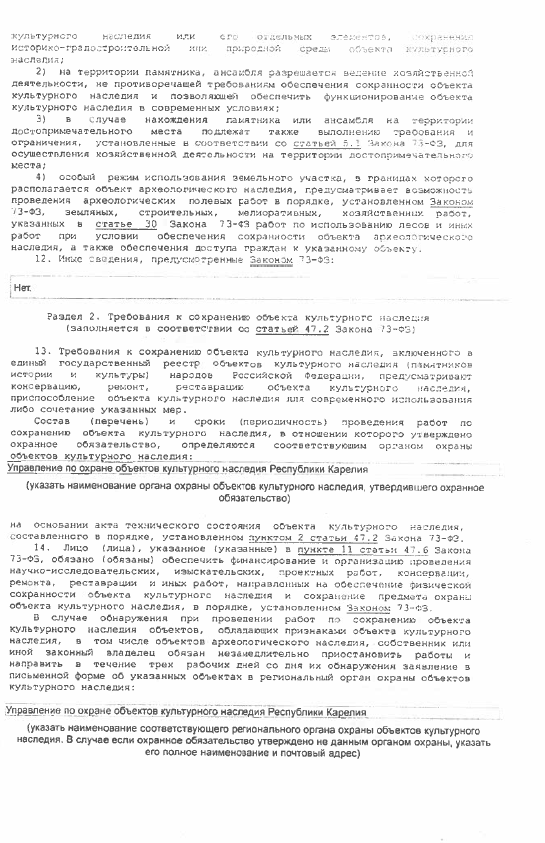 культурного наследия или его отдельных элементов, сохранения
историко-градостроительной или природной среды объекта культурного
наследия;
2) на территории памятника, ансамбля разрешается ведение хозяйственной
деятельности, не противоречащей требованиям обеспечения сохранности объекта
культурного наследия и позволяющей обеспечить функционирование объекта
культурного наследия в современных условиях;
3) в случае нахождения памятника или ансамбля на территории
достопримечательного места подлежат также выполнению требования и
ограничения, установленные в соответствии со статьей 5.1 Закона 73-ФЗ, для
осуществления хозяйственной деятельности на территории достопримечательного
места;
4) особый режим использования земельного участка, в границах которого
располагается объект археологического наследия, предусматривает возможность
проведения археологических полевых работ в порядке, установленном Законом
73-ФЗ, земляных, строительных, мелиоративных, хозяйственных работ,
указанных в статье 30 Закона 73-ФЗ работ по использованию лесов и иных
работ при условии обеспечения сохранности объекта археологического
наследия, а также обеспечения доступа граждан к указанному объекту.
12. Иные сведения, предусмотренные Законом 73-ФЗ:
Нет.
Раздел 2. Требования к сохранению объекта культурного наследия
(заполняется в соответствии со статьей 47.2 Закона 73-ФЗ)
13. Требования к сохранению объекта культурного наследия, включенного в
единый государственный реестр объектов культурного наследия (памятников
истории и культуры) народов Российской Федерации, предусматривают
консервацию, ремонт, реставрацию объекта культурного наследия,
приспособление объекта культурного наследия для современного использования
либо сочетание указанных мер.
Состав (перечень) и сроки (периодичность) проведения работ по
сохранению объекта культурного наследия, в отношении которого утверждено
охранное обязательство, определяются соответствующим органом охраны
объектов культурного наследия:
Управление по охране объектов культурного наследия Республики Карелия
(указать наименование органа охраны объектов культурного наследия, утвердившего охранное
обязательство)
на основании акта технического состояния объекта культурного наследия,
составленного в порядке, установленном пунктом 2 статьи 47.2 Закона 73-ФЗ.
14. Лицо (лица), указанное (указанные) в пункте 11 статьи 47.6 Закона
73-ФЗ, обязано (обязаны) обеспечить финансирование и организацию проведения
научно-исследовательских, изыскательских, проектных работ, консервации,
ремонта, реставрации и иных работ, направленных на обеспечение физической
сохранности объекта культурного наследия и сохранение предмета охраны
объекта культурного наследия, в порядке, установленном Законом 73-ФЗ.
В случае обнаружения при проведении работ по сохранению объекта
культурного наследия объектов, обладающих признаками объекта культурного
наследия, в том числе объектов археологического наследия, собственник или
иной законный владелец обязан незамедлительно приостановить работы и
направить в течение трех рабочих дней со дня их обнаружения заявление в
письменной форме об указанных объектах в региональный орган охраны объектов
культурного наследия:
Управление по охране объектов культурного наследия Республики Карелия
(указать наименование соответствующего регионального органа охраны объектов культурного
наследия. В случае если охранное обязательство утверждено не данным органом охраны, указать
его полное наименование и почтовый адрес)